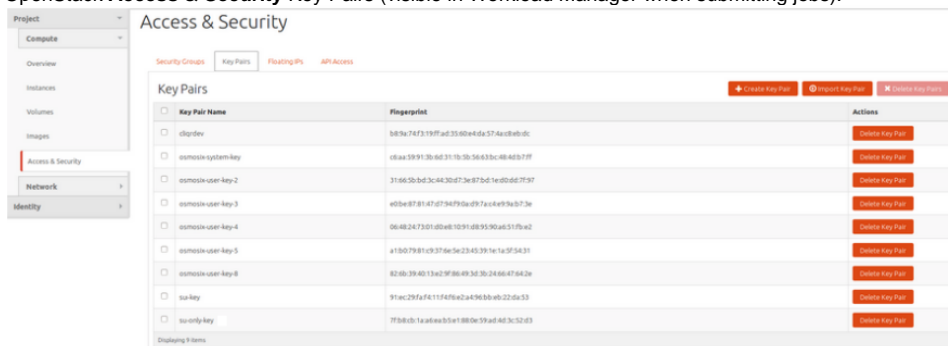 OpenStack Access & Security Key Pairs (visible in Workload Manager when submitting jobs).
Project
Compute
Overview
Instances
Volumes
Images
Access & Security
Network
Identity
Access & Security
Security Groups Key Pairs Floating IPs API Access
Key Pairs
Create Key Pair Import Key Pair Delete Key Pairs
Key Pair Name Fingerprint Actions
cliqrdev Delete Key Pair
osmosix-system-key Delete Key Pair
osmosix-user-key-2 Delete Key Pair
osmosix-user-key-3 Delete Key Pair
osmosix-user-key-4 Delete Key Pair
osmosix-user-key-5 Delete Key Pair
osmosix-user-key-8 Delete Key Pair
su-key Delete Key Pair
su-only-key Delete Key Pair
Displaying 9 items